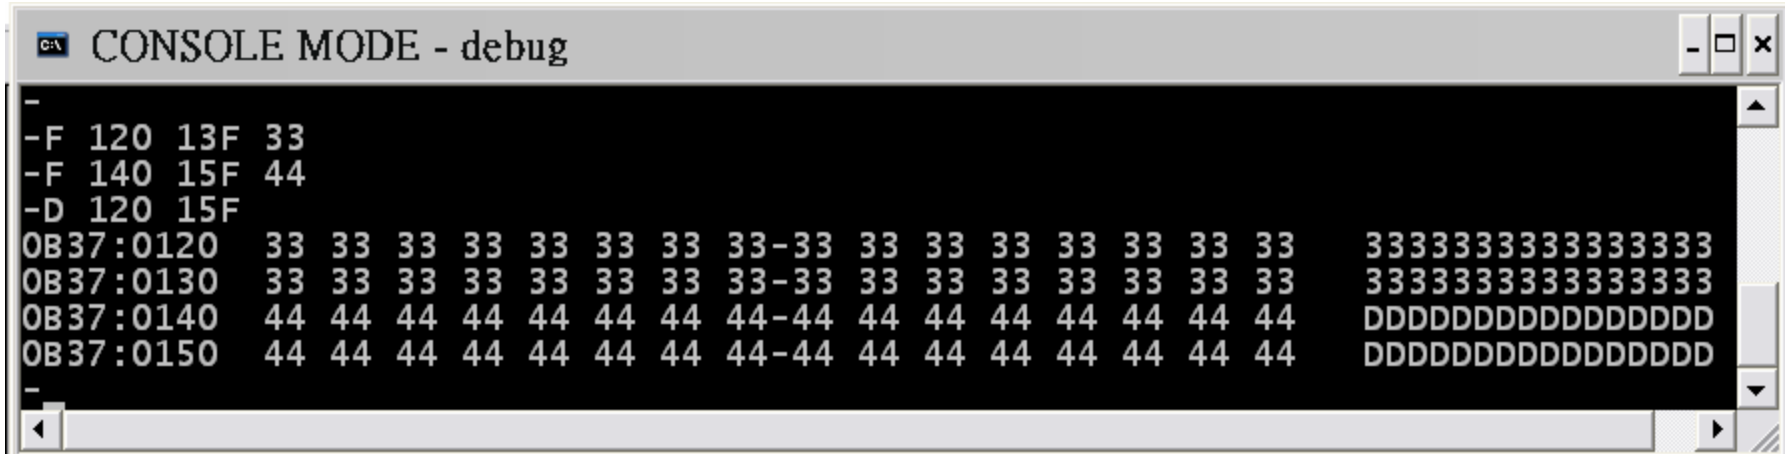 C:\ CONSOLE MODE - debug
-
-F 120 13F 33
-F 140 15F 44
-D 120 15F
0B37:0120  33 33 33 33 33 33 33 33-33 33 33 33 33 33 33 33   3333333333333333
0B37:0130  33 33 33 33 33 33 33 33-33 33 33 33 33 33 33 33   3333333333333333
0B37:0140  44 44 44 44 44 44 44 44-44 44 44 44 44 44 44 44   DDDDDDDDDDDDDDDD
0B37:0150  44 44 44 44 44 44 44 44-44 44 44 44 44 44 44 44   DDDDDDDDDDDDDDDD
-